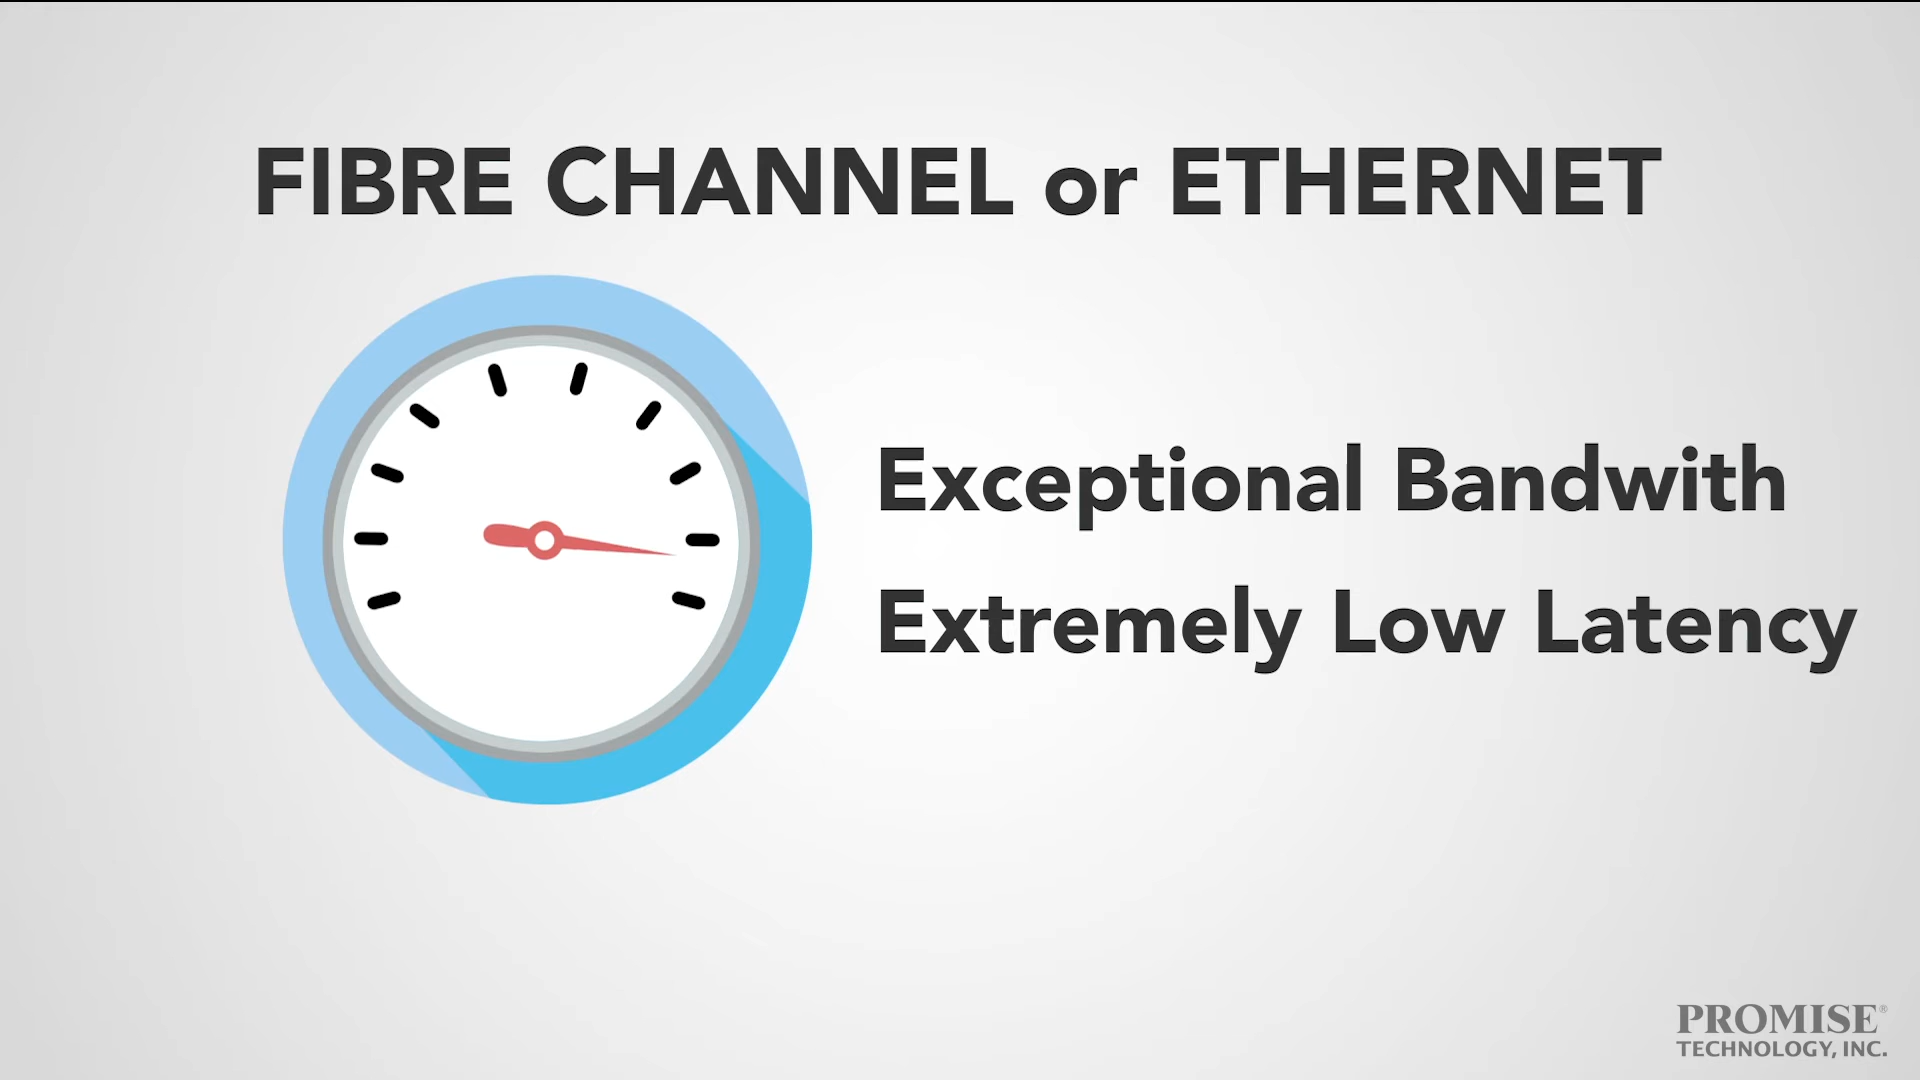 FIBRE CHANNEL or ETHERNET
Exceptional Bandwith
Extremely Low Latency
PROMISE®
TECHNOLOGY, INC.